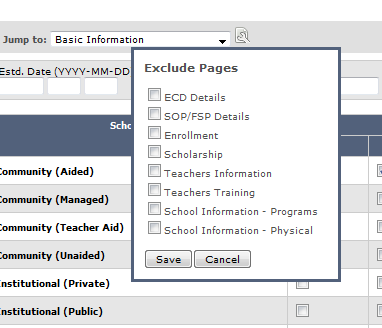 Jump to: Basic Information
Estd. Date (YYYY-MM-DD
Exclude Pages
ECD Details
SOP/FSP Details
Enrollment
Scholarship
Teachers Information
Teachers Training
School Information - Programs
School Information - Physical
Save Cancel
Scho
Community (Aided)
Community (Managed)
Community (Teacher Aid)
Community (Unaided)
Institutional (Private)
Institutional (Public)